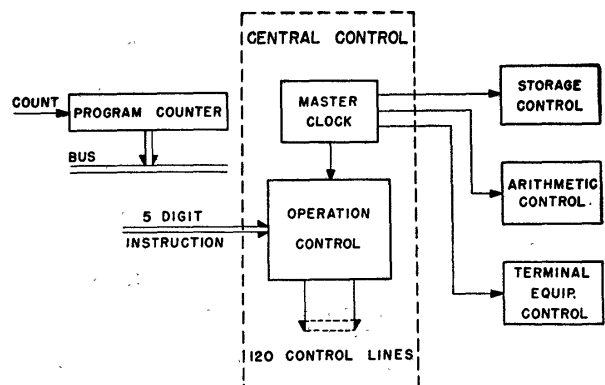 CENTRAL CONTROL
COUNT
PROGRAM COUNTER
BUS
MASTER
CLOCK
STORAGE
CONTROL
5 DIGIT
INSTRUCTION
OPERATION
CONTROL
ARITHMETIC
CONTROL
TERMINAL
EQUIP.
CONTROL
120 CONTROL LINES